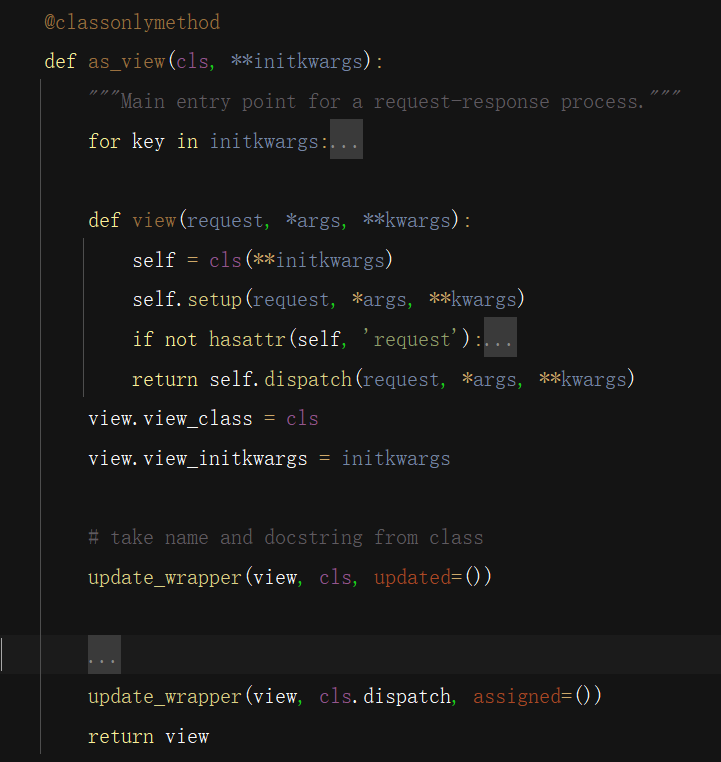 @classonlymethod
def as_view(cls, **initkwargs):
"""Main entry point for a request-response process."""
for key in initkwargs:...
def view(request, *args, **kwargs):
self = cls(**initkwargs)
self.setup(request, *args, **kwargs)
if not hasattr(self, 'request'):...
return self.dispatch(request, *args, **kwargs)
view.view_class = cls
view.view_initkwargs = initkwargs
# take name and docstring from class
update_wrapper(view, cls, updated=())
...
update_wrapper(view, cls.dispatch, assigned=())
return view